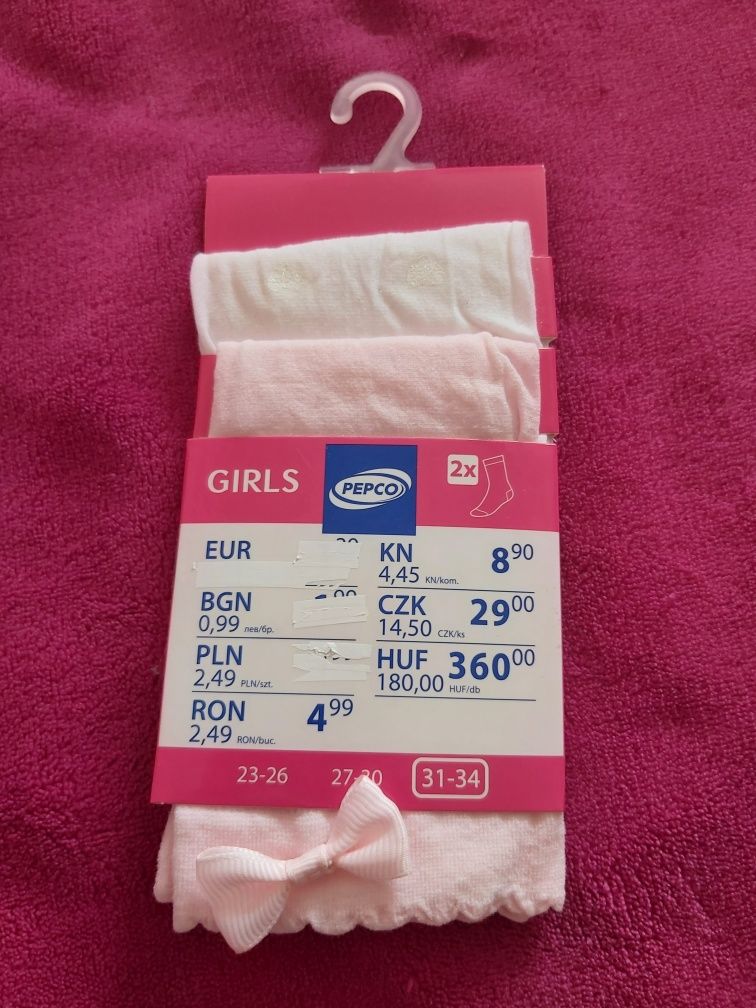 GIRLS
PEPCO
2x
EUR
KN 8 90
4,45 KN/kom.
BGN
0,99 лев/бр.
CZK 29 00
14,50 CZK/ks
PLN
2,49 PLN/szt.
HUF 360 00
180,00 HUF/db
RON 4 99
2,49 RON/buc.
23-26 27-30 31-34